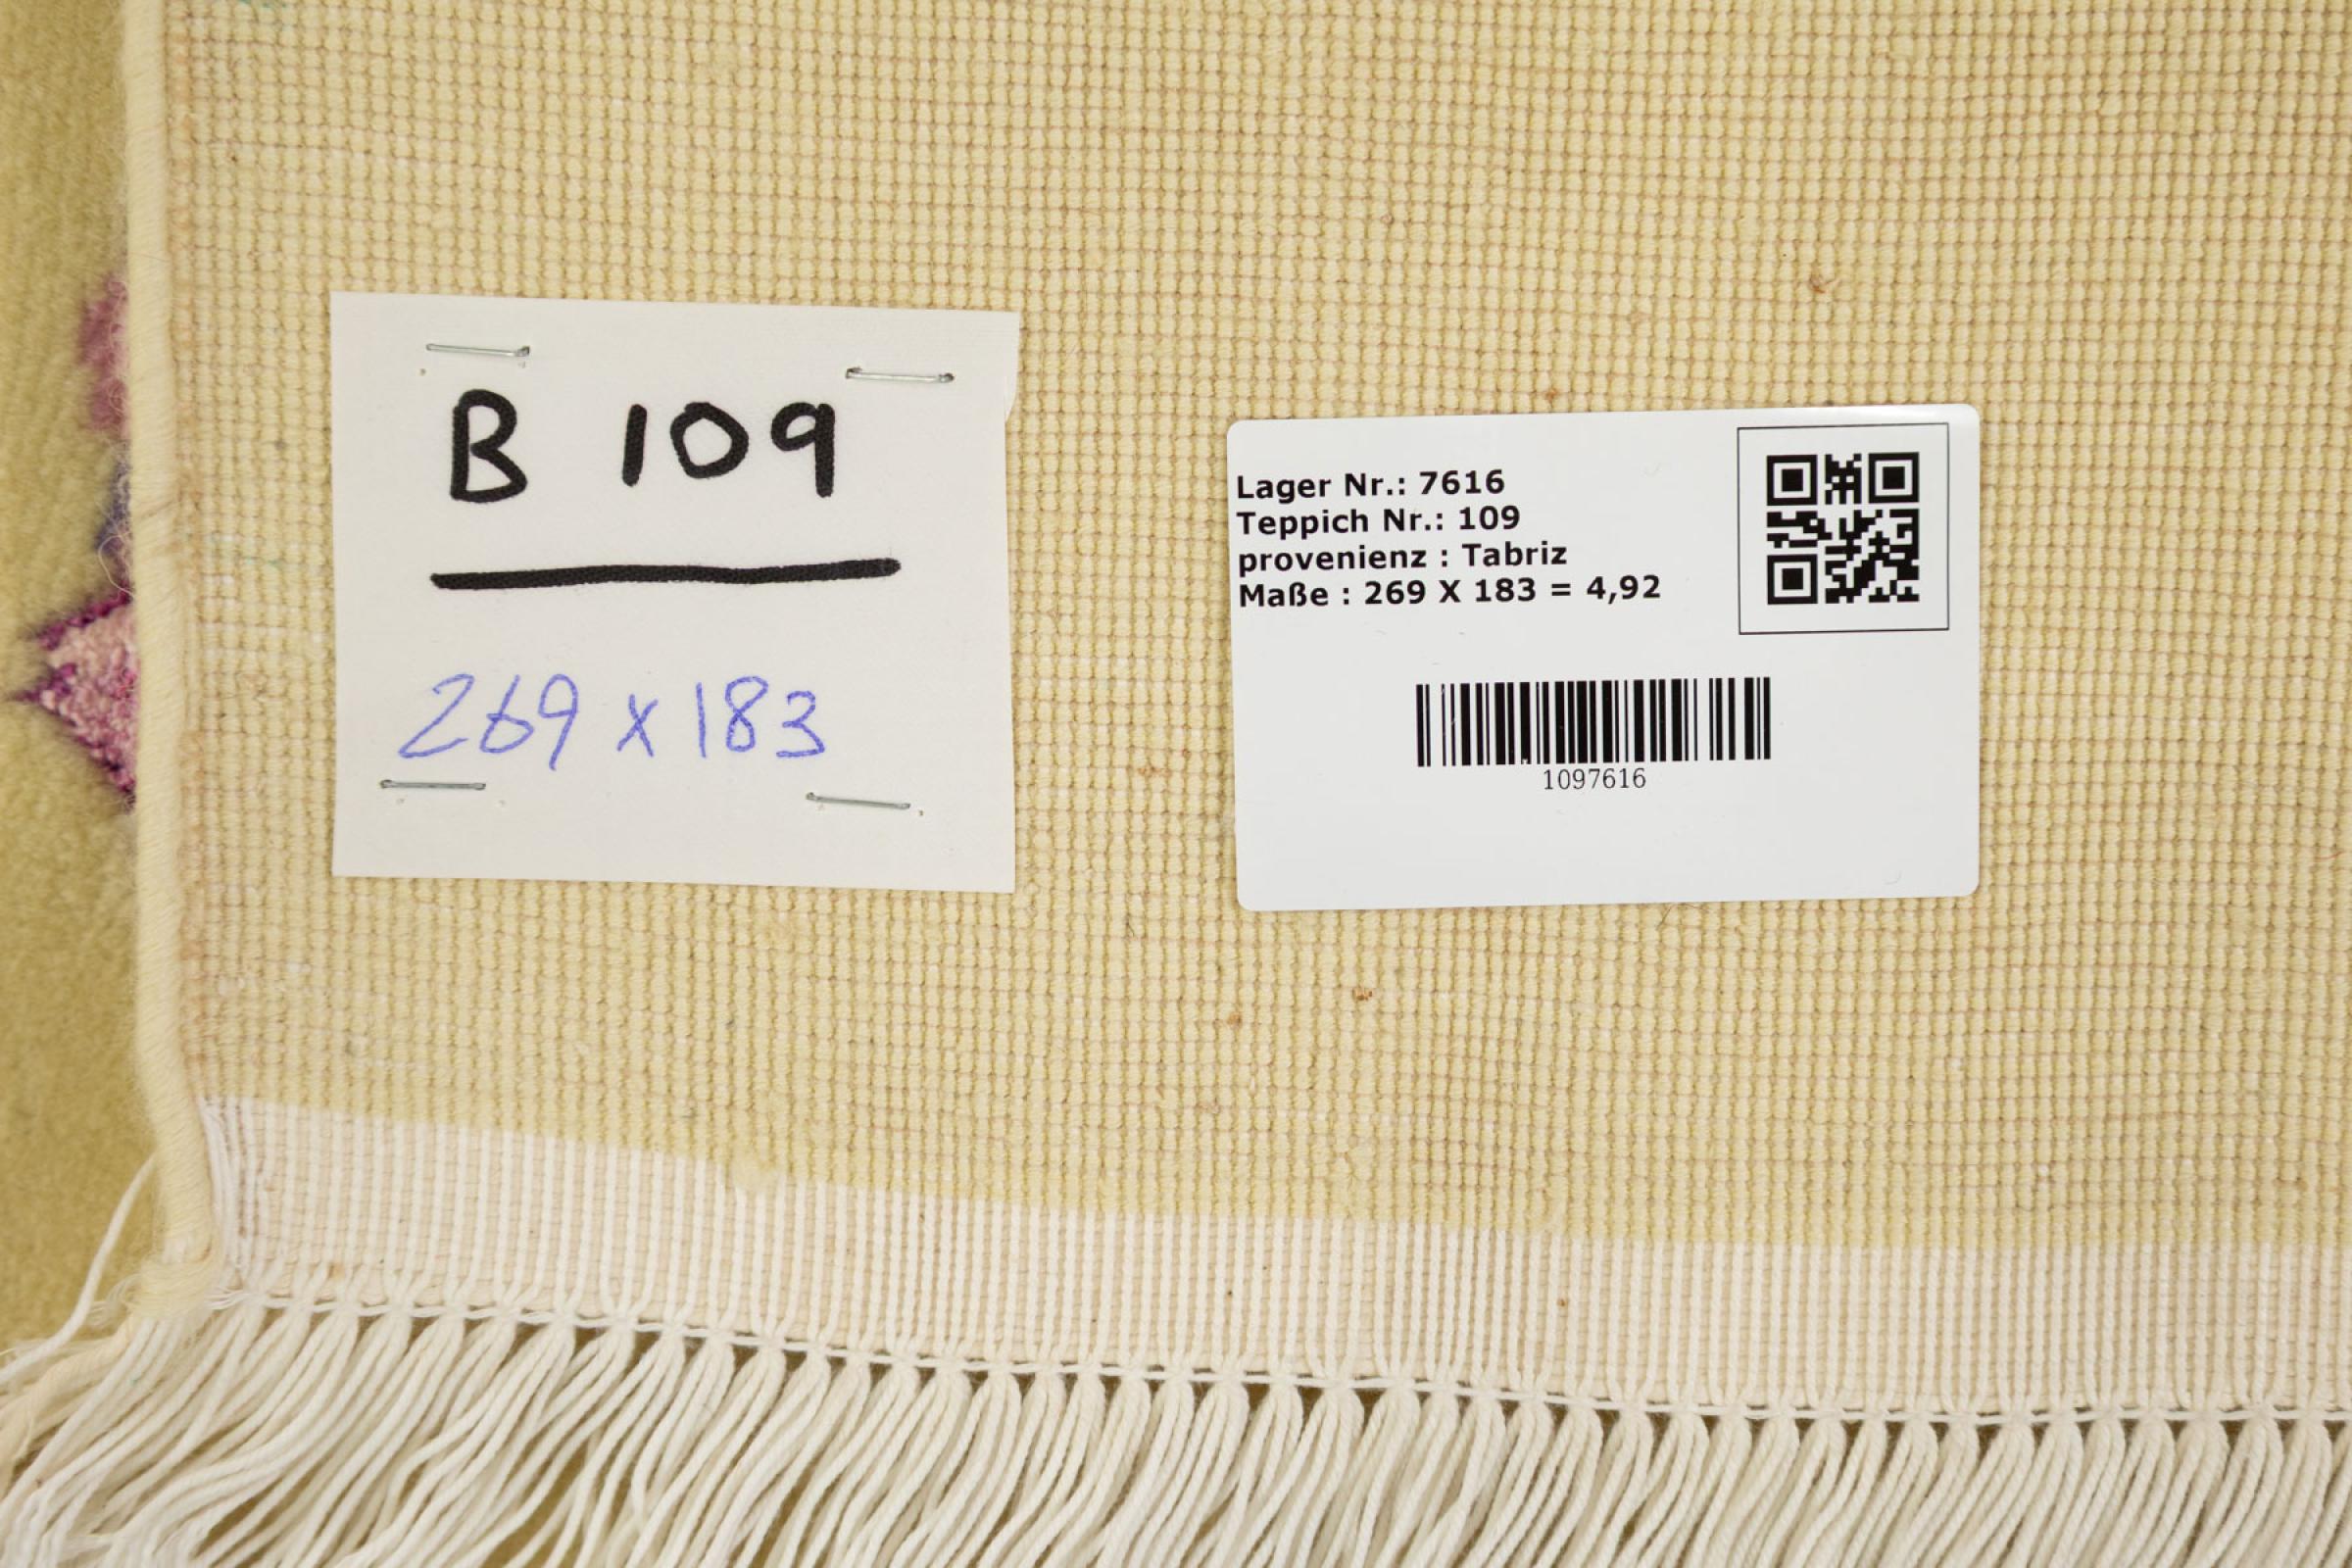 B 109
269 x 183
Lager Nr.: 7616
Teppich Nr.: 109
provenienz : Tabriz
Maße : 269 X 183 = 4,92
1097616